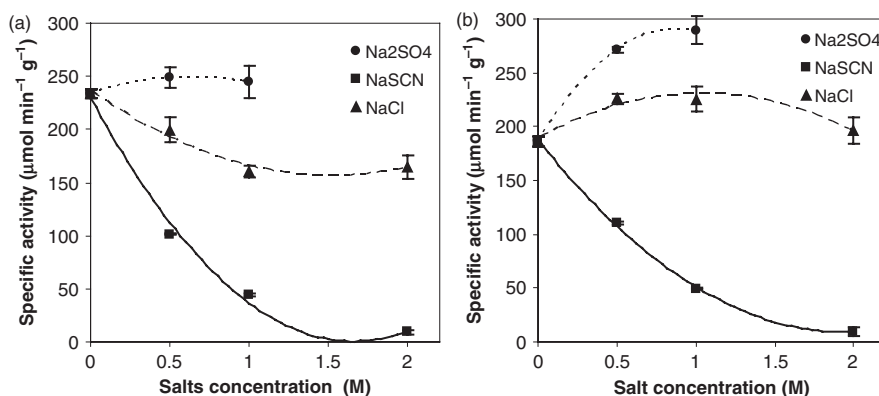 (a)
300
250
200
150
100
50
0
Specific activity (μmol min⁻¹ g⁻¹)
Na2SO4
NaSCN
NaCl
0 0.5 1 1.5 2
Salts concentration (M)
(b)
300
250
200
150
100
50
0
Specific activity (μmol min⁻¹ g⁻¹)
Na2SO4
NaSCN
NaCl
0 0.5 1 1.5 2
Salt concentration (M)